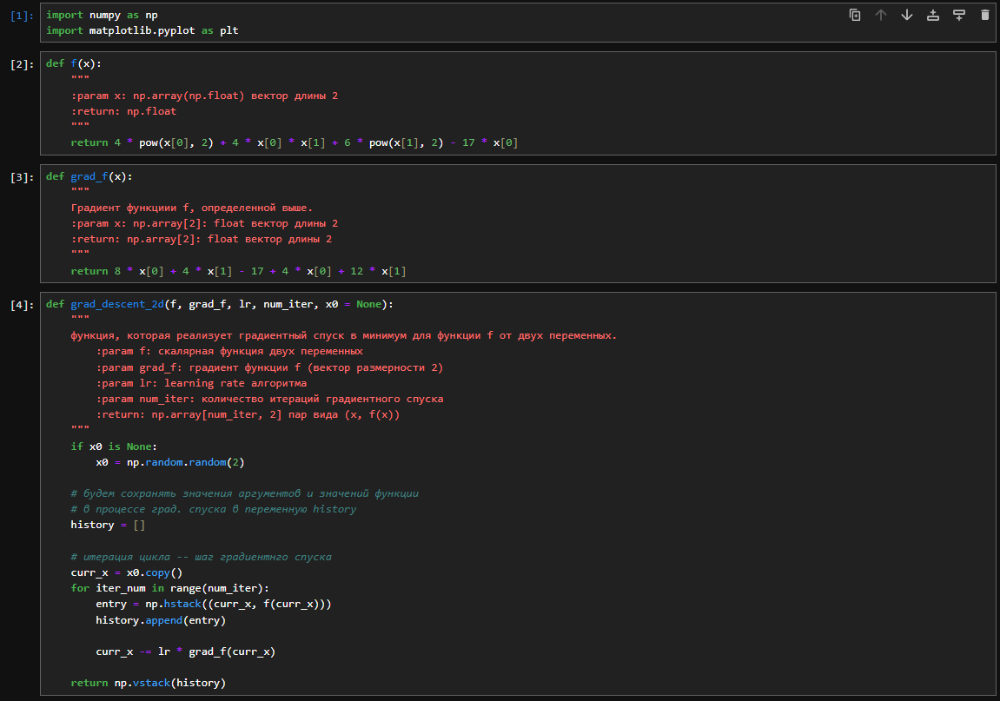 [1]: import numpy as np
import matplotlib.pyplot as plt
[2]: def f(x):
"""
:param x: np.array(np.float) вектор длины 2
:return: np.float
"""
return 4 * pow(x[0], 2) + 4 * x[0] * x[1] + 6 * pow(x[1], 2) - 17 * x[0]
[3]: def grad_f(x):
"""
Градиент функциии f, определенной выше.
:param x: np.array[2]: float вектор длины 2
:return: np.array[2]: float вектор длины 2
"""
return 8 * x[0] + 4 * x[1] - 17 + 4 * x[0] + 12 * x[1]
[4]: def grad_descent_2d(f, grad_f, lr, num_iter, x0 = None):
"""
функция, которая реализует градиентный спуск в минимум для функции f от двух переменных.
:param f: скалярная функция двух переменных
:param grad_f: градиент функции f (вектор размерности 2)
:param lr: learning rate алгоритма
:param num_iter: количество итераций градиентного спуска
:return: np.array[num_iter, 2] пар вида (x, f(x))
"""
if x0 is None:
x0 = np.random.random(2)
# будем сохранять значения аргументов и значений функции
# в процессе град. спуска в переменную history
history = []
# итерация цикла -- шаг градиентнго спуска
curr_x = x0.copy()
for iter_num in range(num_iter):
entry = np.hstack((curr_x, f(curr_x)))
history.append(entry)
curr_x -= lr * grad_f(curr_x)
return np.vstack(history)